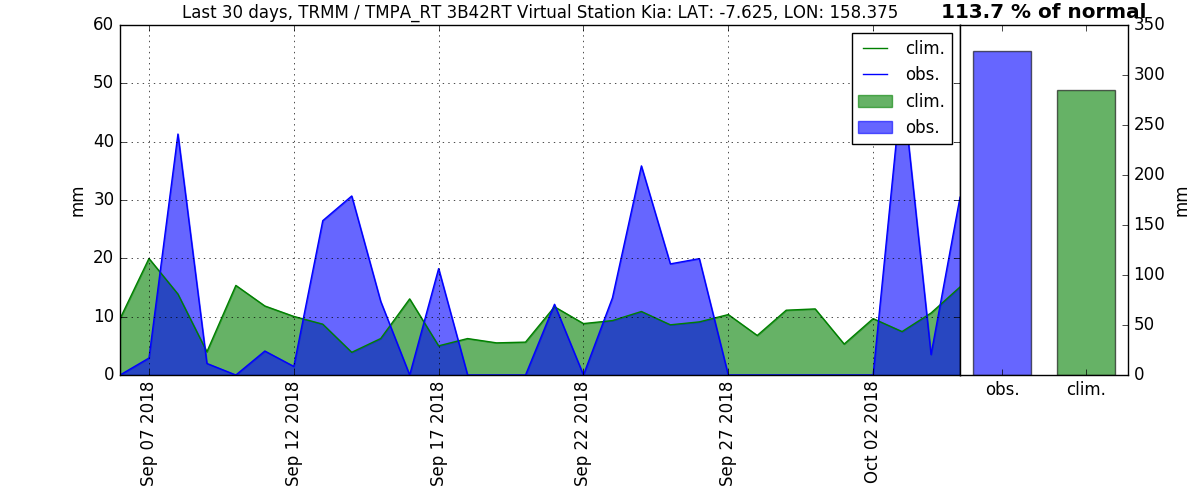 Last 30 days, TRMM / TMPA_RT 3B42RT Virtual Station Kia: LAT: -7.625, LON: 158.375
113.7 % of normal
60
50
40
30
20
10
0
mm
clim.
obs.
clim.
obs.
Sep 07 2018
Sep 12 2018
Sep 17 2018
Sep 22 2018
Sep 27 2018
Oct 02 2018
350
300
250
200
150
100
50
0
mm
obs.
clim.